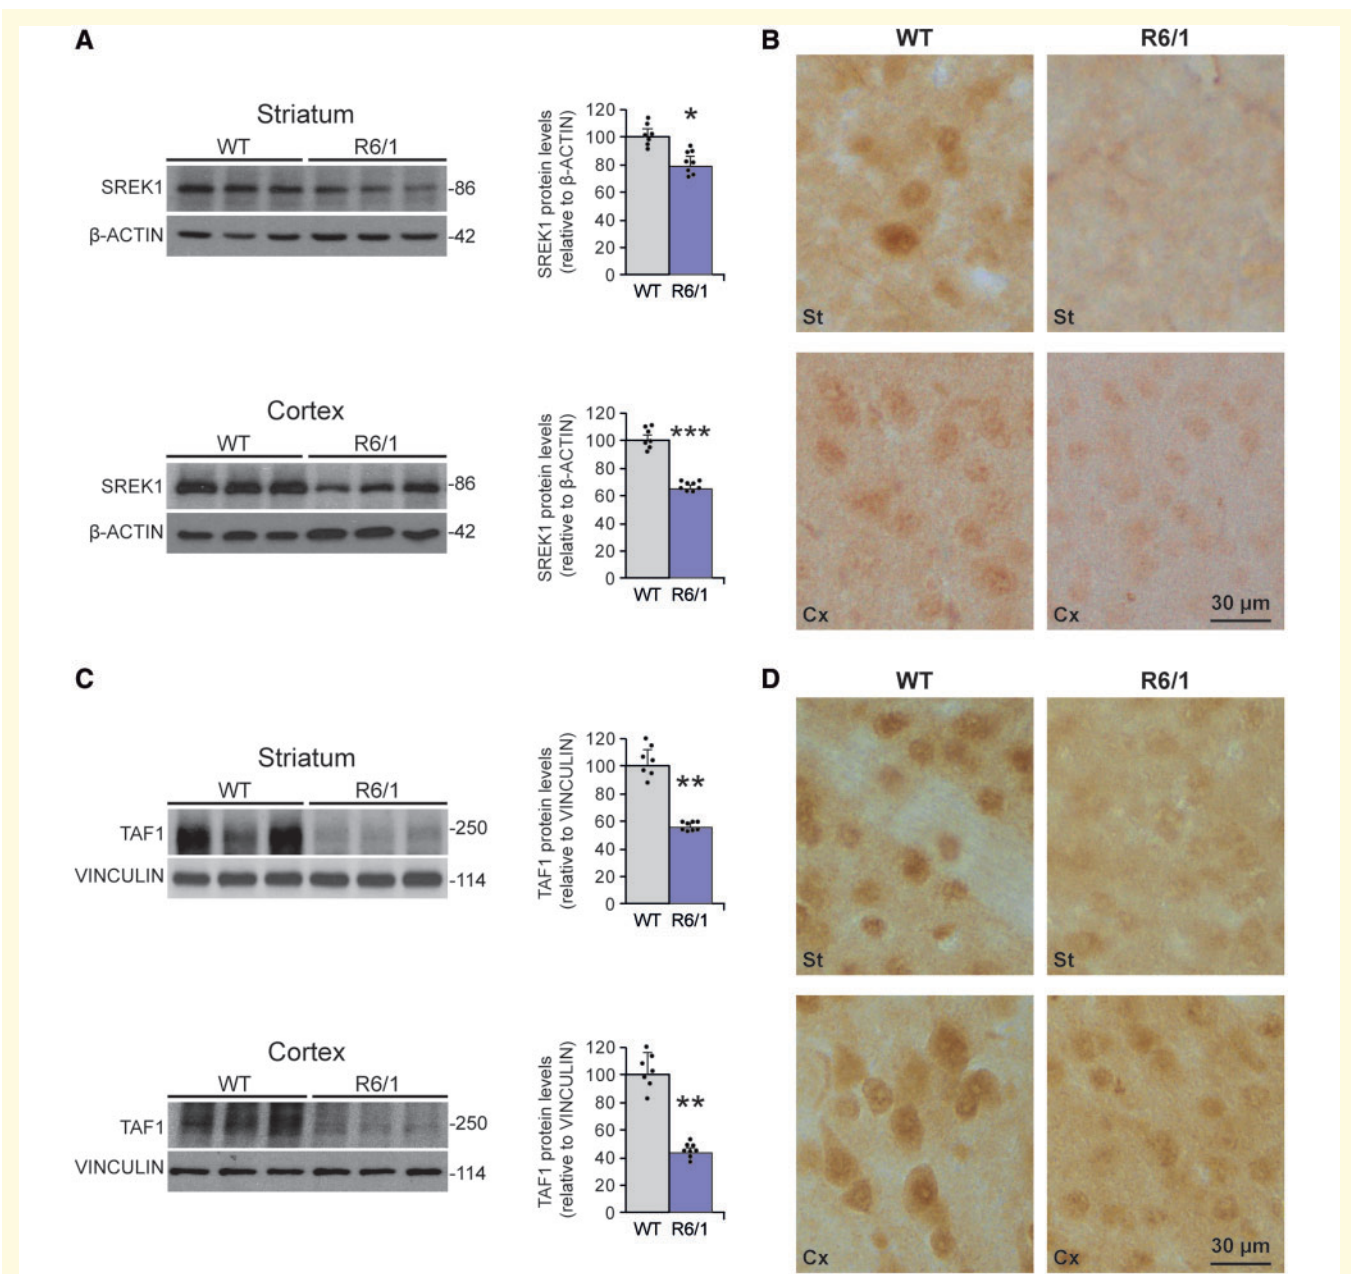 A
Striatum
WT R6/1
SREK1 -86
β-ACTIN -42
SREK1 protein levels
(relative to β-ACTIN)
120
100
80
60
40
20
0
*
WT R6/1
Cortex
WT R6/1
SREK1 -86
β-ACTIN -42
SREK1 protein levels
(relative to β-ACTIN)
120
100
80
60
40
20
0
***
WT R6/1
B
WT R6/1
St St
Cx Cx
30 µm
C
Striatum
WT R6/1
TAF1 -250
VINCULIN -114
TAF1 protein levels
(relative to VINCULIN)
120
100
80
60
40
20
0
**
WT R6/1
Cortex
WT R6/1
TAF1 -250
VINCULIN -114
TAF1 protein levels
(relative to VINCULIN)
120
100
80
60
40
20
0
**
WT R6/1
D
WT R6/1
St St
Cx Cx
30 µm